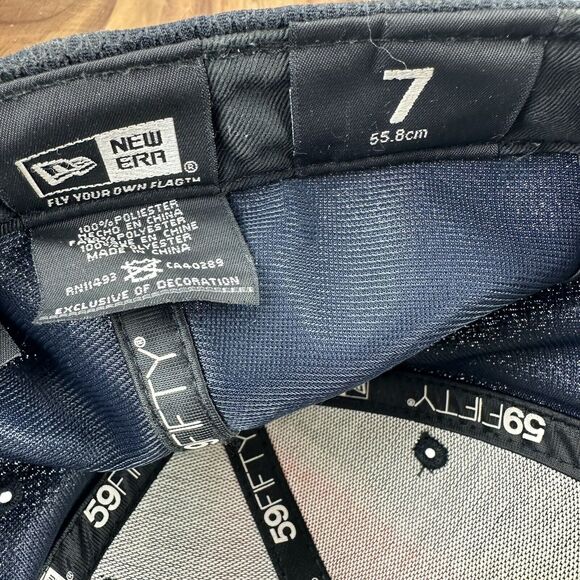 NEW
ERA
®
FLY YOUR OWN FLAG™
7
55.8cm
100% POLIESTER
HECHO EN CHINA
100% POLYESTER
MADE IN CHINA
RN11493
CA40289
EXCLUSIVE OF DECORATION
59FIFTY®
59FIFTY
59FIFTY®
59FIFTY®